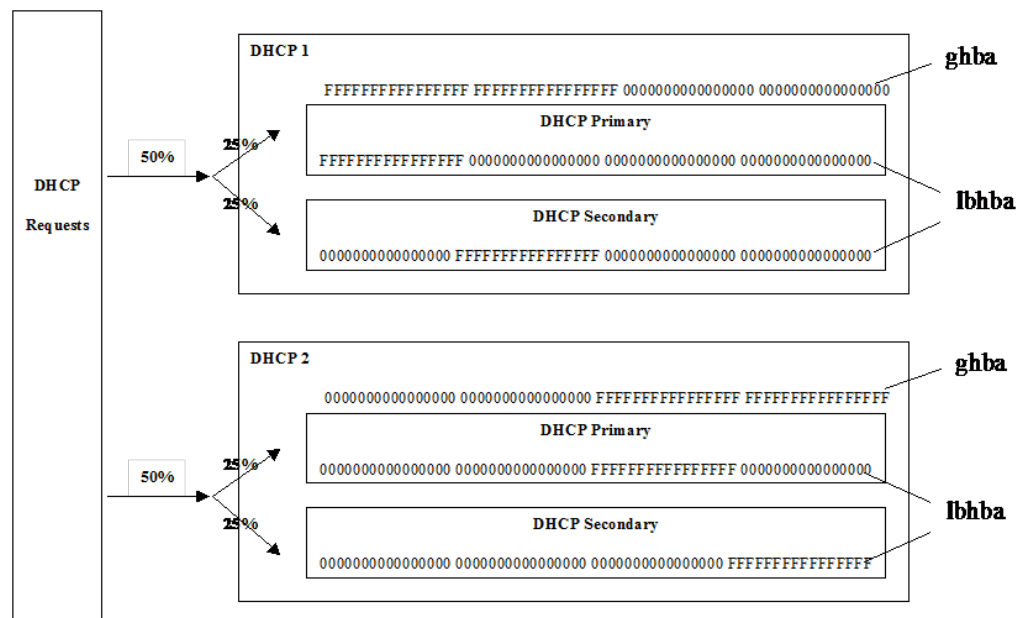 DHCP Requests
DHCP 1
ghba
FFFFFFFFFFFFFFFF FFFFFFFFFFFFFFFF 0000000000000000 0000000000000000
DHCP Primary
50%
25%
FFFFFFFFFFFFFFFF 0000000000000000 0000000000000000 0000000000000000
lbhba
25%
DHCP Secondary
0000000000000000 FFFFFFFFFFFFFFFF 0000000000000000 0000000000000000
DHCP 2
ghba
0000000000000000 0000000000000000 FFFFFFFFFFFFFFFF FFFFFFFFFFFFFFFF
DHCP Primary
50%
25%
0000000000000000 0000000000000000 FFFFFFFFFFFFFFFF 0000000000000000
lbhba
25%
DHCP Secondary
0000000000000000 0000000000000000 0000000000000000 FFFFFFFFFFFFFFFF